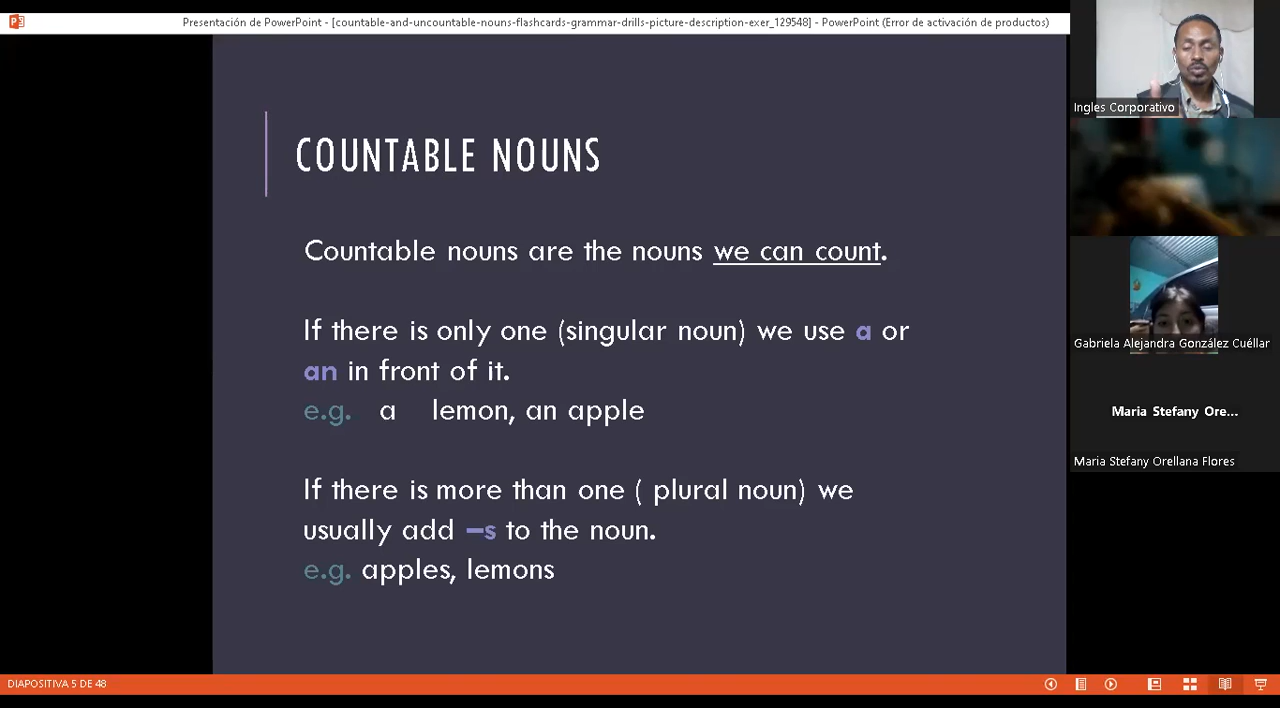 Presentación de PowerPoint - [countable-and-uncountable-nouns-flashcards-grammar-drills-picture-description-exer_129548] - PowerPoint (Error de activación de productos)
COUNTABLE NOUNS
Countable nouns are the nouns we can count.
If there is only one (singular noun) we use a or
an in front of it.
e.g. a lemon, an apple
If there is more than one ( plural noun) we
usually add –s to the noun.
e.g. apples, lemons
Ingles Corporativo
Gabriela Alejandra González Cuéllar
Maria Stefany Ore...
Maria Stefany Orellana Flores
DIAPOSITIVA 5 DE 48